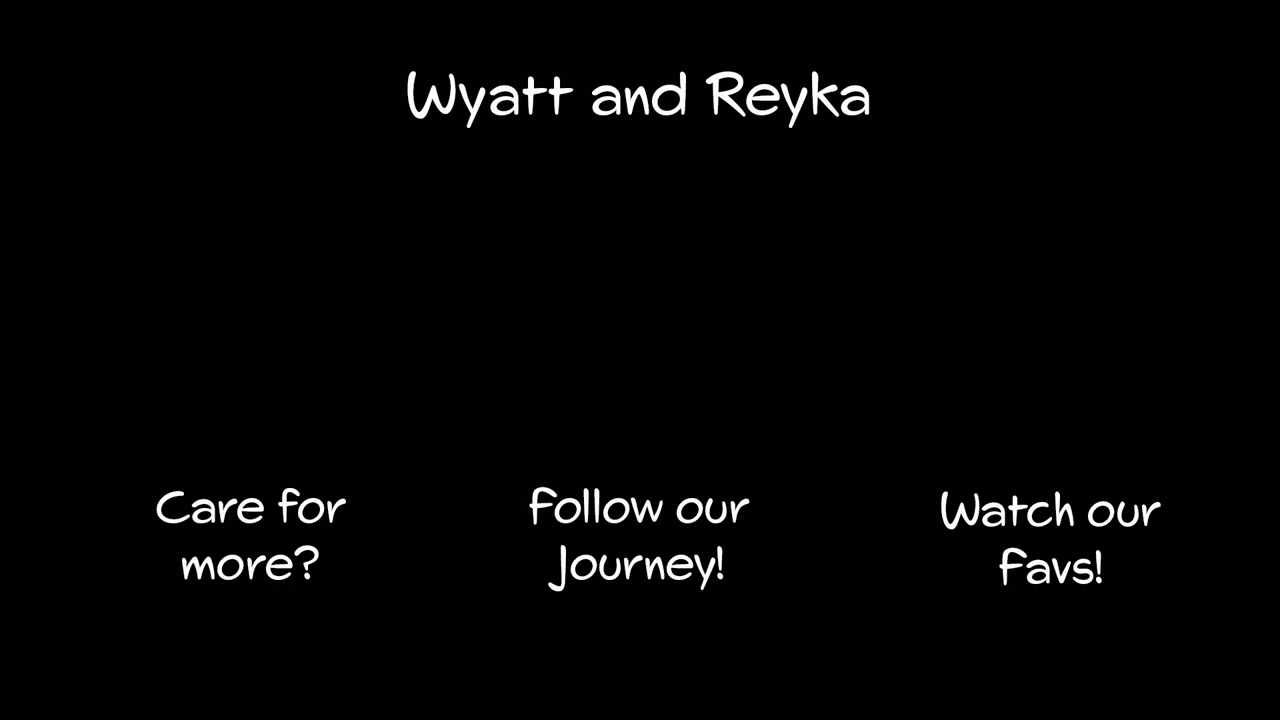 Wyatt and Reyka
Care for
more?
Follow our
Journey!
Watch our
Favs!